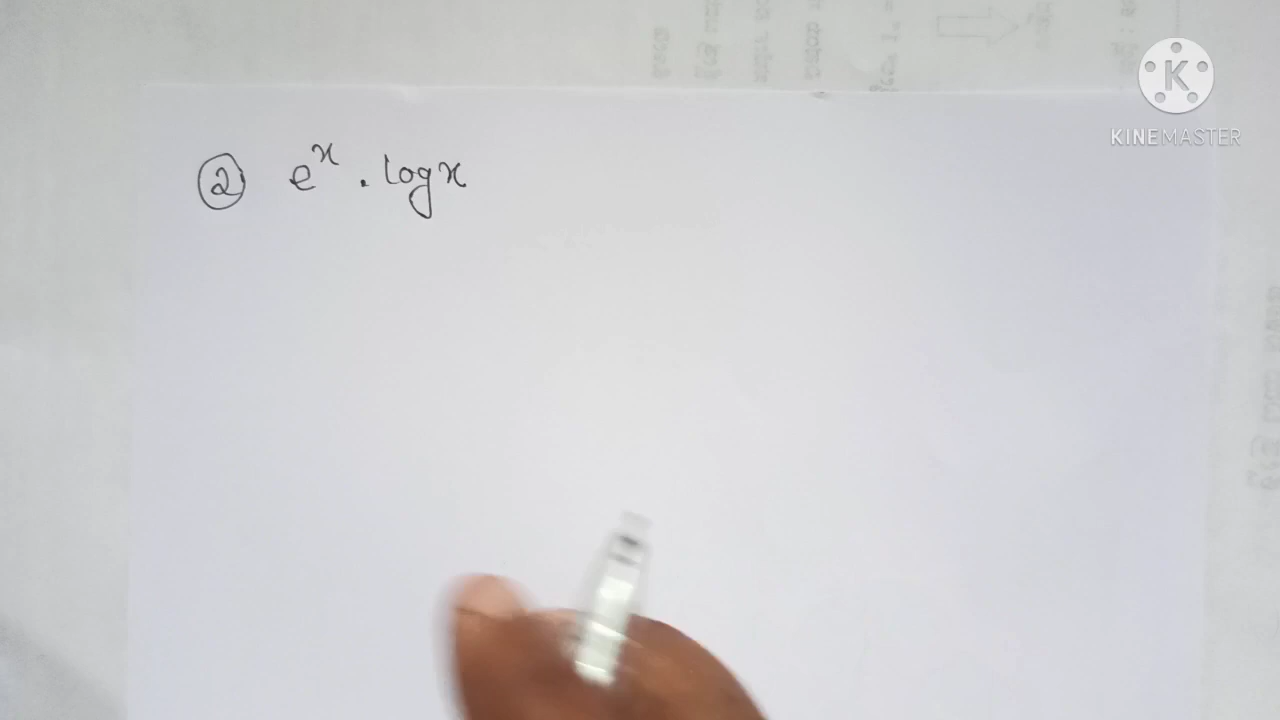 ② eˣ . log x
K
KINEMASTER